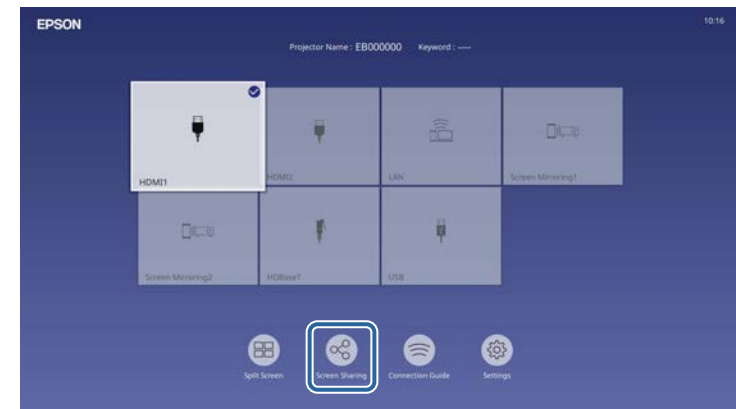 EPSON
10:16
Projector Name : EB000000 Keyword : ----
HDMI1
HDMI2
LAN
Screen Mirroring1
Screen Mirroring2
HDBaseT
USB
Split Screen
Screen Sharing
Connection Guide
Settings